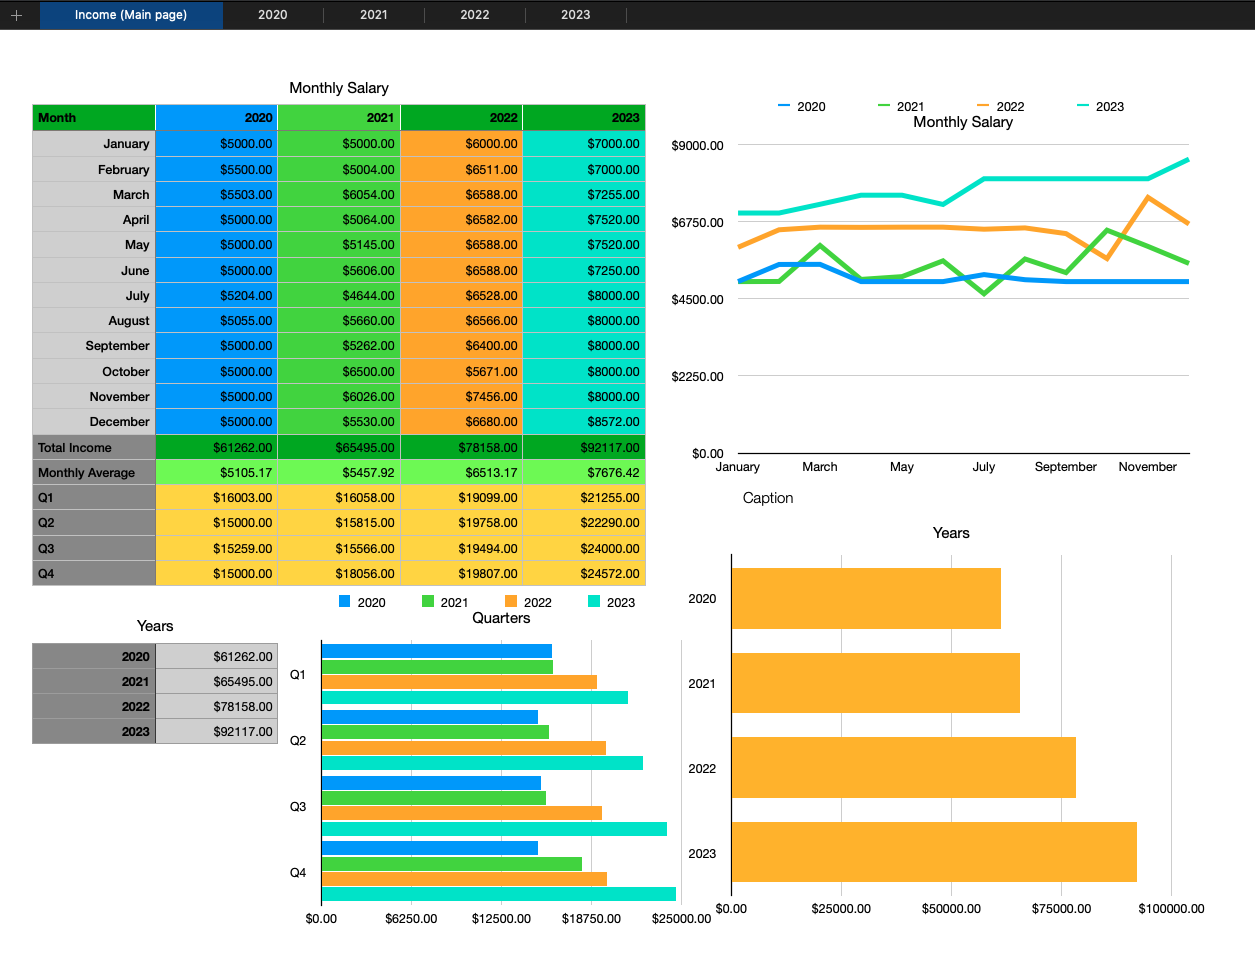 + Income (Main page) 2020 2021 2022 2023
Monthly Salary
Month 2020 2021 2022 2023
January $5000.00 $5000.00 $6000.00 $7000.00
February $5500.00 $5004.00 $6511.00 $7000.00
March $5503.00 $6054.00 $6588.00 $7255.00
April $5000.00 $5064.00 $6582.00 $7520.00
May $5000.00 $5145.00 $6588.00 $7520.00
June $5000.00 $5606.00 $6588.00 $7250.00
July $5204.00 $4644.00 $6528.00 $8000.00
August $5055.00 $5660.00 $6566.00 $8000.00
September $5000.00 $5262.00 $6400.00 $8000.00
October $5000.00 $6500.00 $5671.00 $8000.00
November $5000.00 $6026.00 $7456.00 $8000.00
December $5000.00 $5530.00 $6680.00 $8572.00
Total Income $61262.00 $65495.00 $78158.00 $92117.00
Monthly Average $5105.17 $5457.92 $6513.17 $7676.42
Q1 $16003.00 $16058.00 $19099.00 $21255.00
Q2 $15000.00 $15815.00 $19758.00 $22290.00
Q3 $15259.00 $15566.00 $19494.00 $24000.00
Q4 $15000.00 $18056.00 $19807.00 $24572.00
2020 2021 2022 2023
Monthly Salary
$9000.00
$6750.00
$4500.00
$2250.00
$0.00
January March May July September November
Caption
Years
2020 $61262.00
2021 $65495.00
2022 $78158.00
2023 $92117.00
2020 2021 2022 2023
Quarters
Q1
Q2
Q3
Q4
$0.00 $6250.00 $12500.00 $18750.00 $25000.00
Years
2020
2021
2022
2023
$0.00 $25000.00 $50000.00 $75000.00 $100000.00